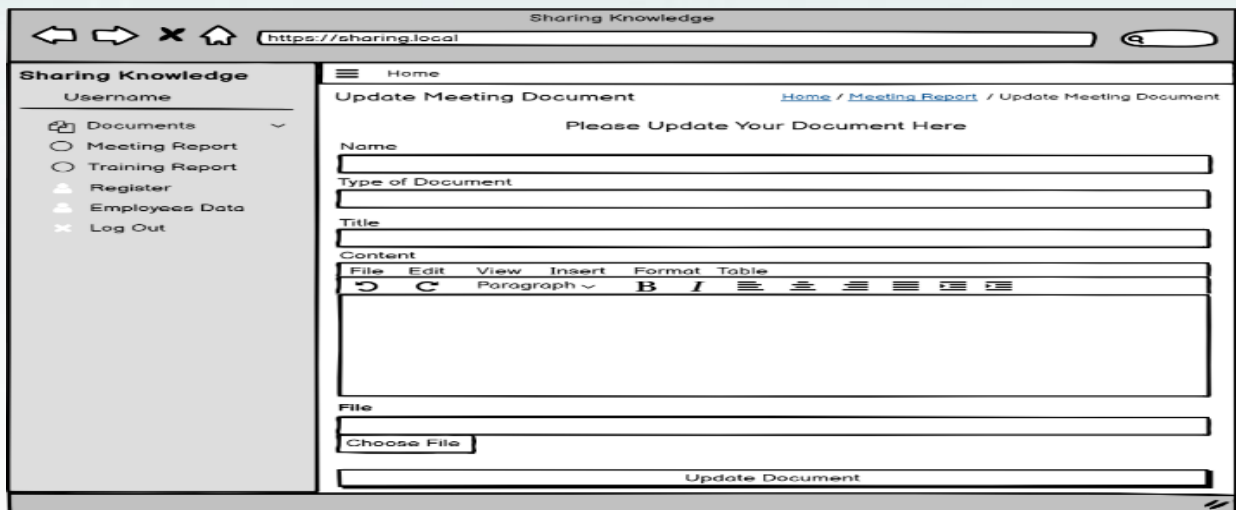 Sharing Knowledge
https://sharing.local
Sharing Knowledge
Username
Documents
Meeting Report
Training Report
Register
Employees Data
Log Out
Home
Update Meeting Document
Home / Meeting Report / Update Meeting Document
Please Update Your Document Here
Name
Type of Document
Title
Content
File Edit View Insert Format Table
Paragraph B I
File
Choose File
Update Document